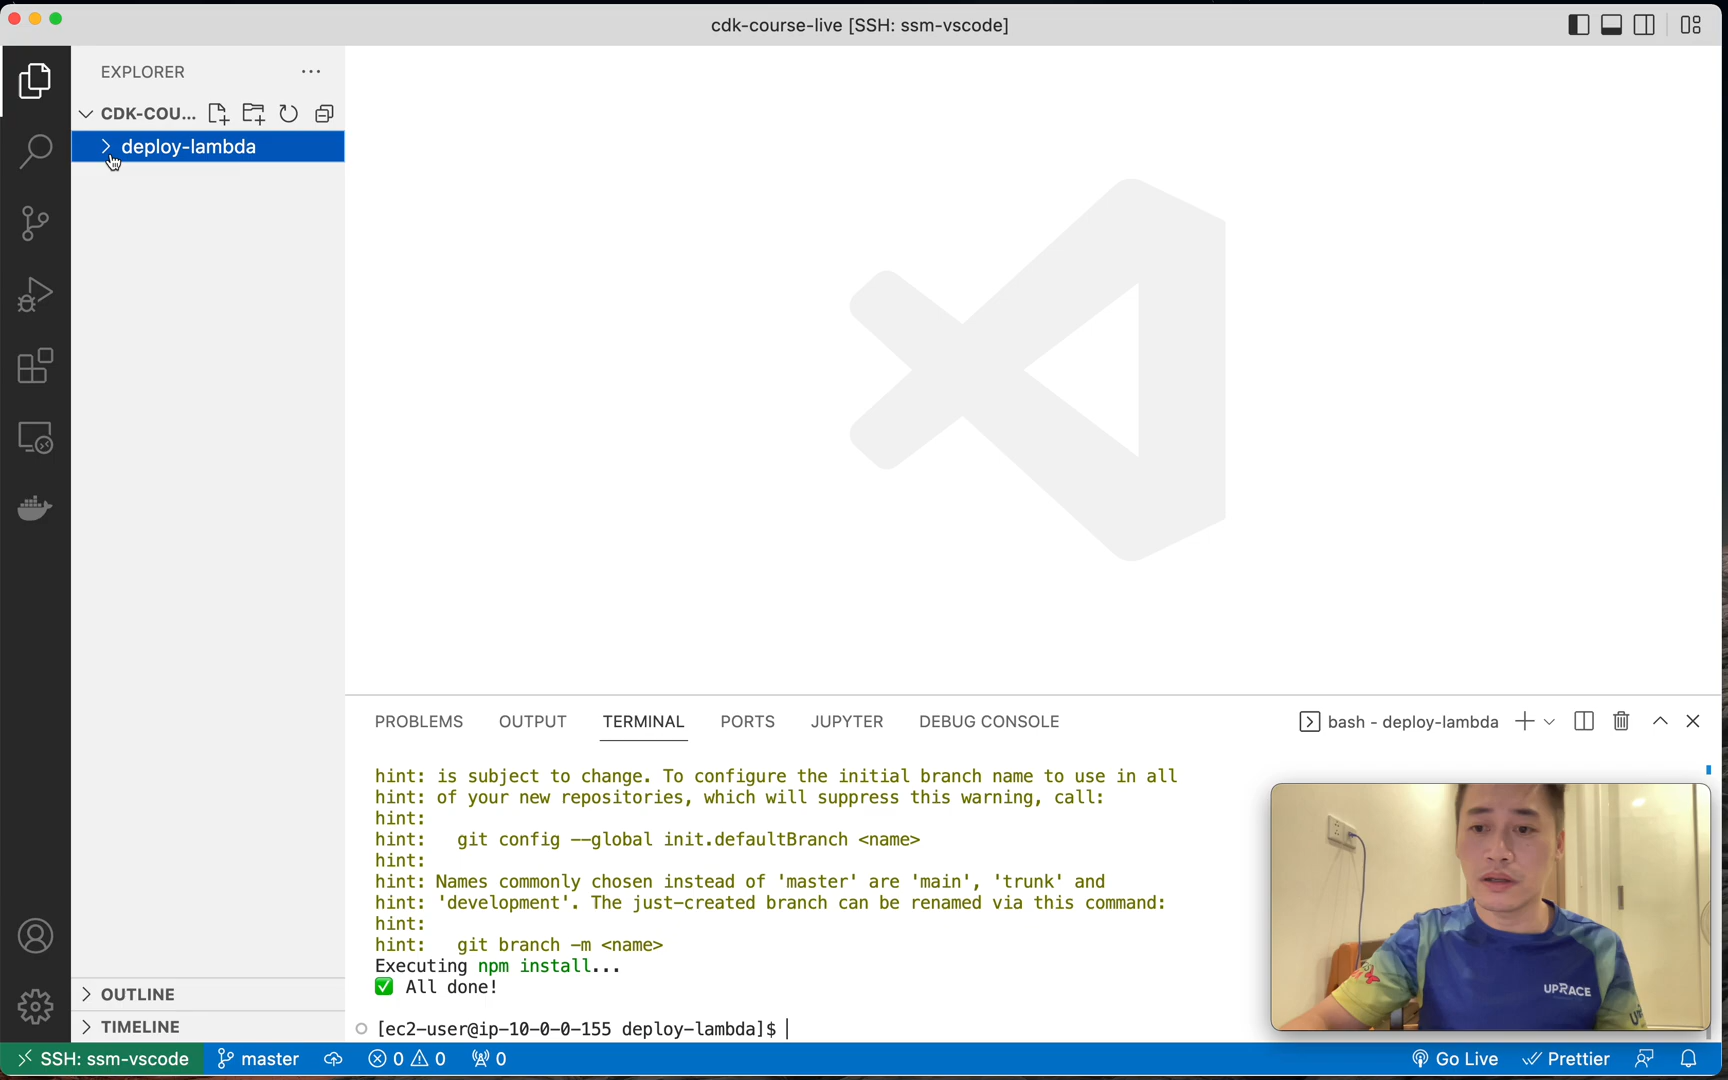 cdk-course-live [SSH: ssm-vscode]
EXPLORER
CDK-COU...
deploy-lambda
OUTLINE
TIMELINE
PROBLEMS
OUTPUT
TERMINAL
PORTS
JUPYTER
DEBUG CONSOLE
bash - deploy-lambda
hint: is subject to change. To configure the initial branch name to use in all
hint: of your new repositories, which will suppress this warning, call:
hint:
hint:   git config --global init.defaultBranch <name>
hint:
hint: Names commonly chosen instead of 'master' are 'main', 'trunk' and
hint: 'development'. The just-created branch can be renamed via this command:
hint:
hint:   git branch -m <name>
Executing npm install...
✅ All done!
[ec2-user@ip-10-0-0-155 deploy-lambda]$
UPRACE
SSH: ssm-vscode
master
0
0
0
Go Live
Prettier